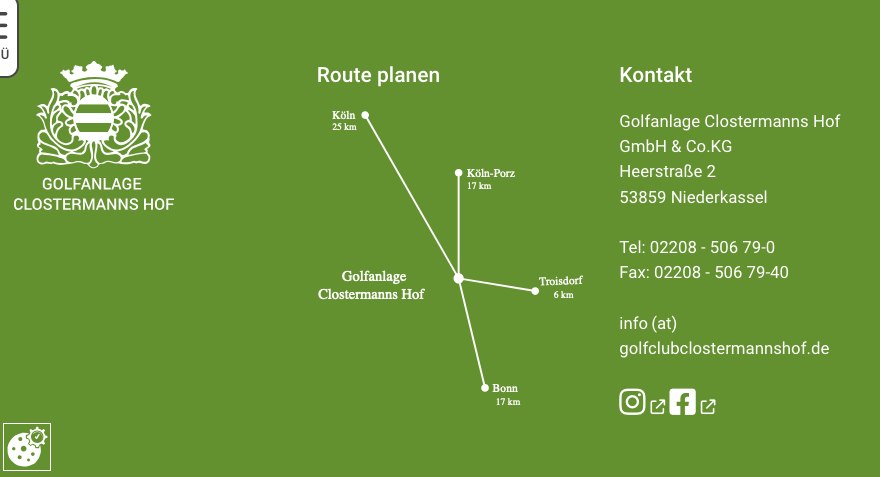 Ü
GOLFANLAGE
CLOSTERMANNS HOF
Route planen
Köln
25 km
Köln-Porz
17 km
Golfanlage
Clostermanns Hof
Troisdorf
6 km
Bonn
17 km
Kontakt
Golfanlage Clostermanns Hof
GmbH & Co.KG
Heerstraße 2
53859 Niederkassel
Tel: 02208 - 506 79-0
Fax: 02208 - 506 79-40
info (at)
golfclubclostermannshof.de